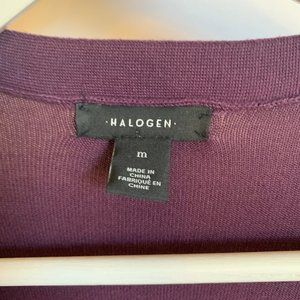 ·HALOGEN·
m
MADE IN
CHINA
FABRIQUÉ EN
CHINE